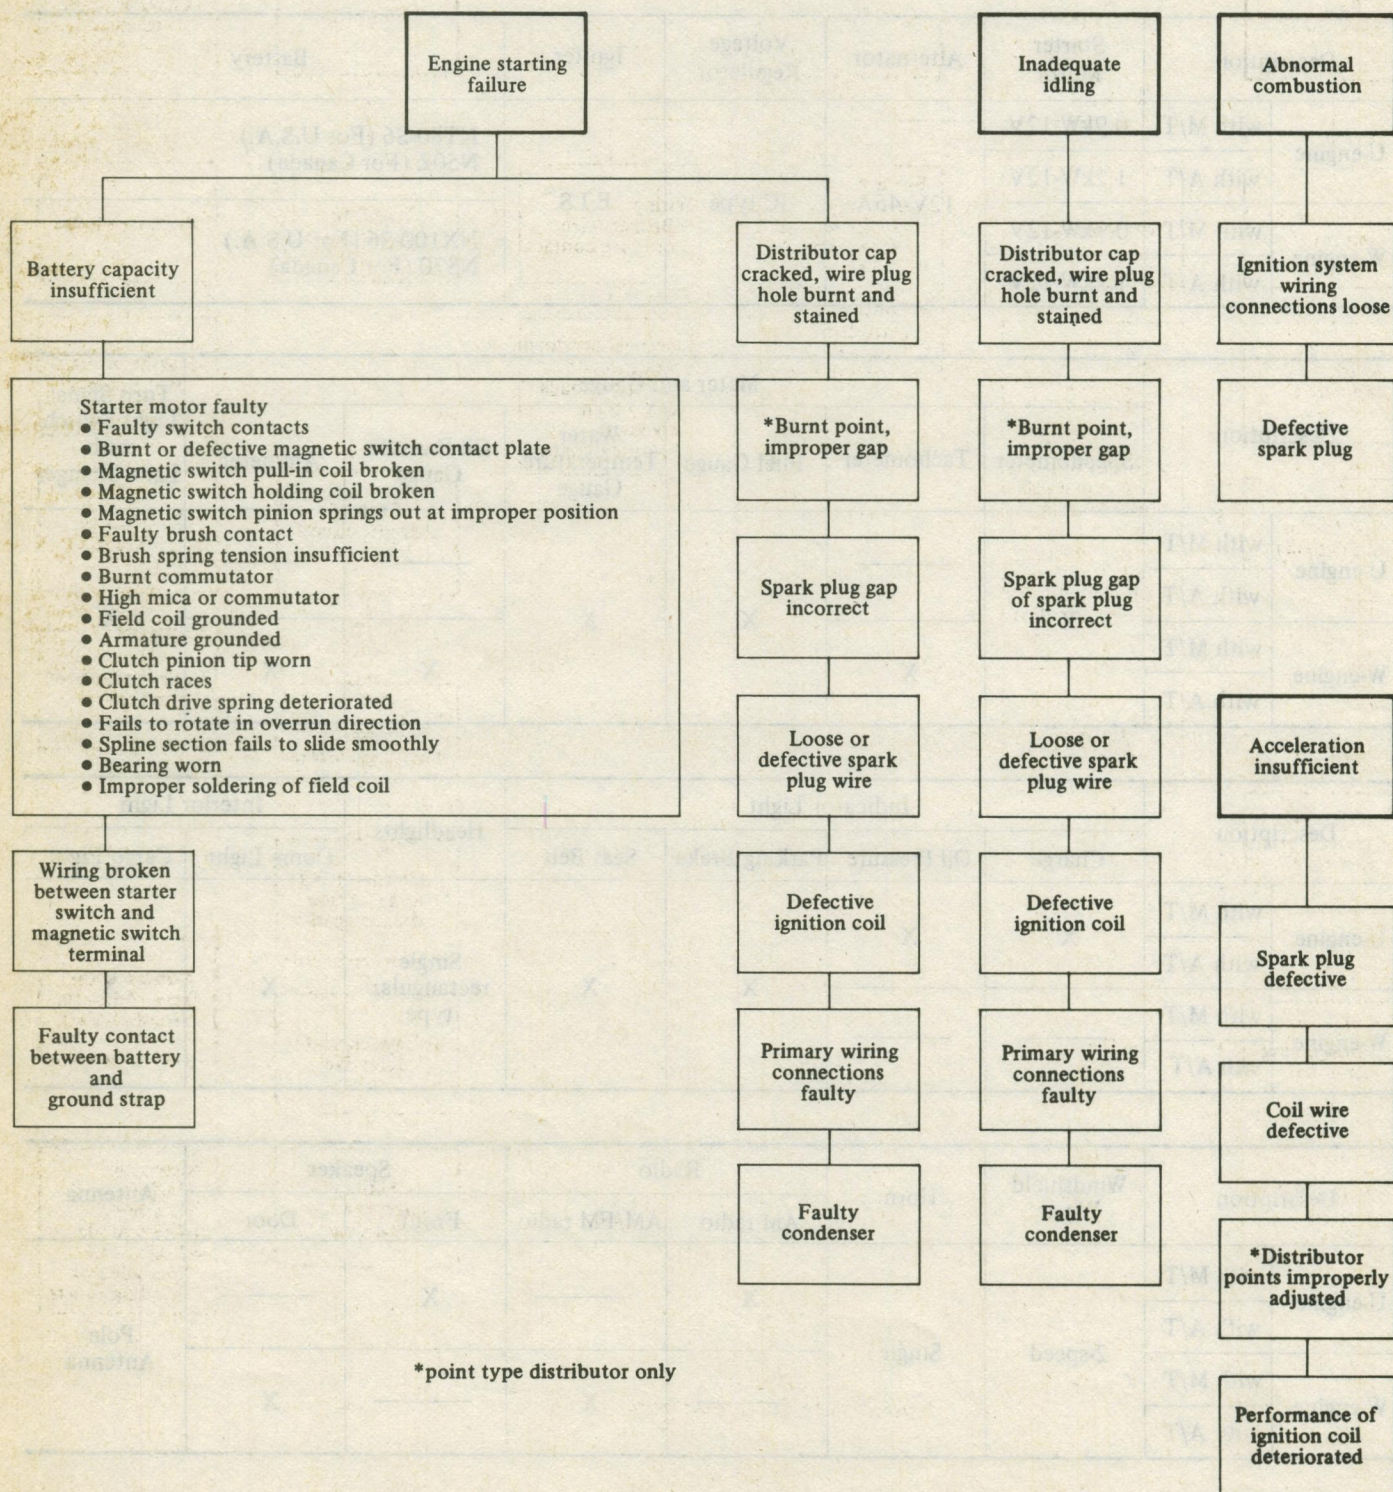 Engine starting
failure
Battery capacity
insufficient
Starter motor faulty
● Faulty switch contacts
● Burnt or defective magnetic switch contact plate
● Magnetic switch pull-in coil broken
● Magnetic switch holding coil broken
● Magnetic switch pinion springs out at improper position
● Faulty brush contact
● Brush spring tension insufficient
● Burnt commutator
● High mica or commutator
● Field coil grounded
● Armature grounded
● Clutch pinion tip worn
● Clutch races
● Clutch drive spring deteriorated
● Fails to rotate in overrun direction
● Spline section fails to slide smoothly
● Bearing worn
● Improper soldering of field coil
Wiring broken
between starter
switch and
magnetic switch
terminal
Faulty contact
between battery
and
ground strap
Distributor cap
cracked, wire plug
hole burnt and
stained
*Burnt point,
improper gap
Spark plug gap
incorrect
Loose or
defective spark
plug wire
Defective
ignition coil
Primary wiring
connections
faulty
Faulty
condenser
Inadequate
idling
Distributor cap
cracked, wire plug
hole burnt and
stained
*Burnt point,
improper gap
Spark plug gap
of spark plug
incorrect
Loose or
defective spark
plug wire
Defective
ignition coil
Primary wiring
connections
faulty
Faulty
condenser
Abnormal
combustion
Ignition system
wiring
connections loose
Defective
spark plug
Acceleration
insufficient
Spark plug
defective
Coil wire
defective
*Distributor
points improperly
adjusted
Performance of
ignition coil
deteriorated
*point type distributor only